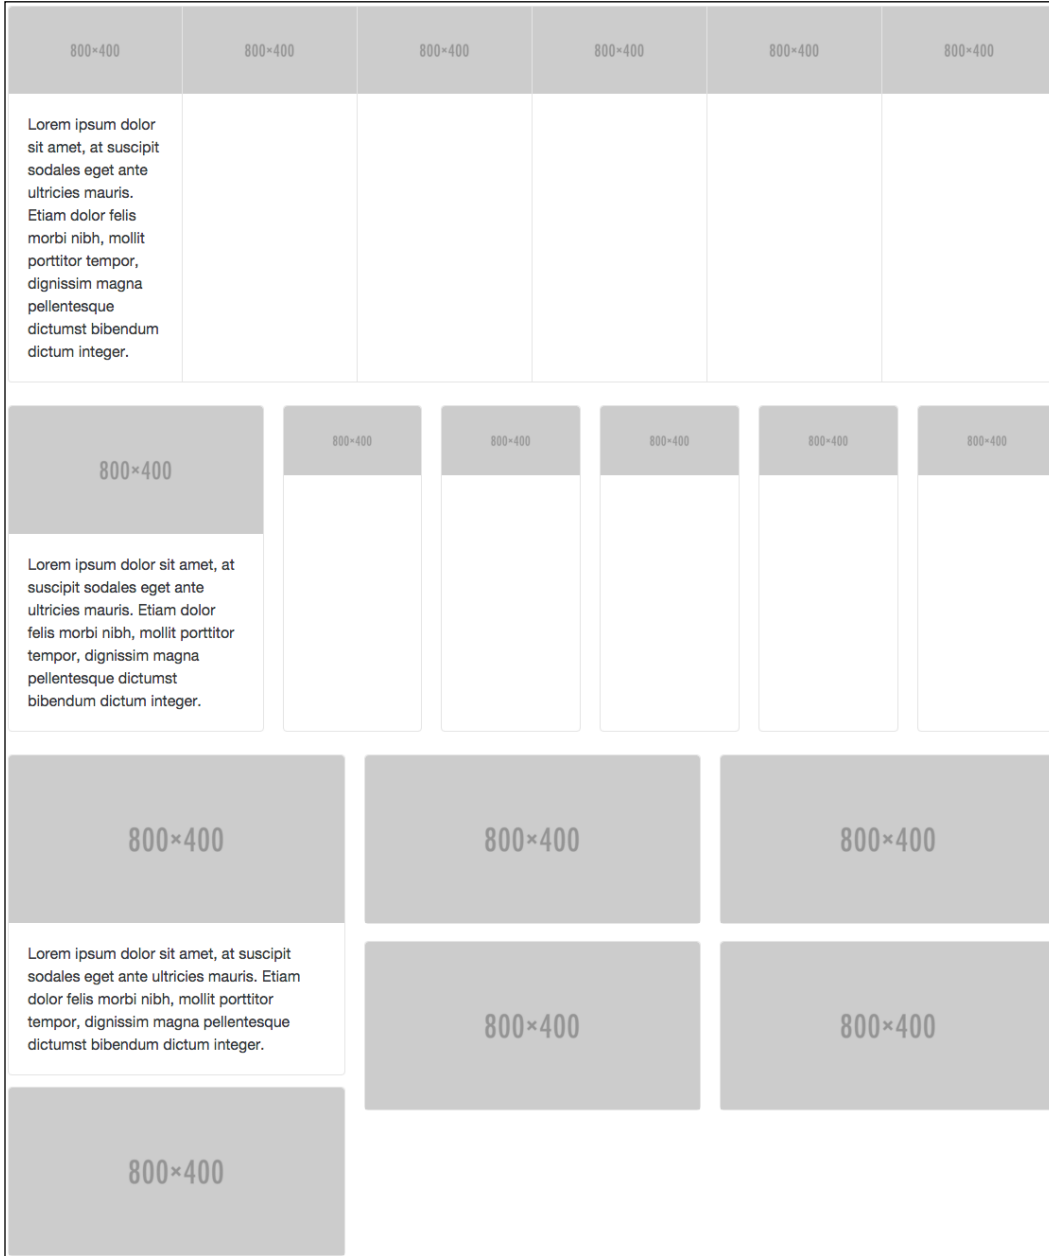 800×400 800×400 800×400 800×400 800×400 800×400
Lorem ipsum dolor
sit amet, at suscipit
sodales eget ante
ultricies mauris.
Etiam dolor felis
morbi nibh, mollit
porttitor tempor,
dignissim magna
pellentesque
dictumst bibendum
dictum integer.
800×400 800×400 800×400 800×400 800×400 800×400
Lorem ipsum dolor sit amet, at
suscipit sodales eget ante
ultricies mauris. Etiam dolor
felis morbi nibh, mollit porttitor
tempor, dignissim magna
pellentesque dictumst
bibendum dictum integer.
800×400 800×400 800×400
Lorem ipsum dolor sit amet, at suscipit
sodales eget ante ultricies mauris. Etiam
dolor felis morbi nibh, mollit porttitor
tempor, dignissim magna pellentesque
dictumst bibendum dictum integer.
800×400 800×400
800×400